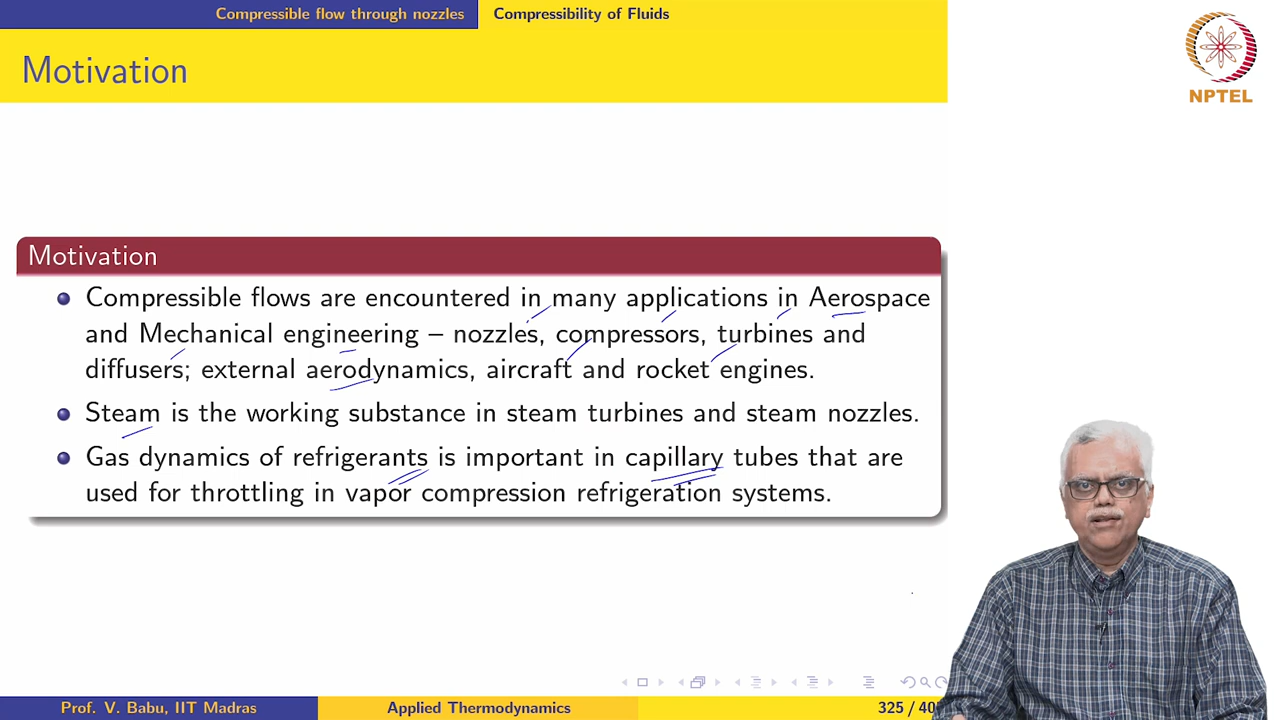 Compressible flow through nozzles Compressibility of Fluids
Motivation
NPTEL
Motivation
Compressible flows are encountered in many applications in Aerospace
and Mechanical engineering – nozzles, compressors, turbines and
diffusers; external aerodynamics, aircraft and rocket engines.
Steam is the working substance in steam turbines and steam nozzles.
Gas dynamics of refrigerants is important in capillary tubes that are
used for throttling in vapor compression refrigeration systems.
Prof. V. Babu, IIT Madras Applied Thermodynamics 325 / 40